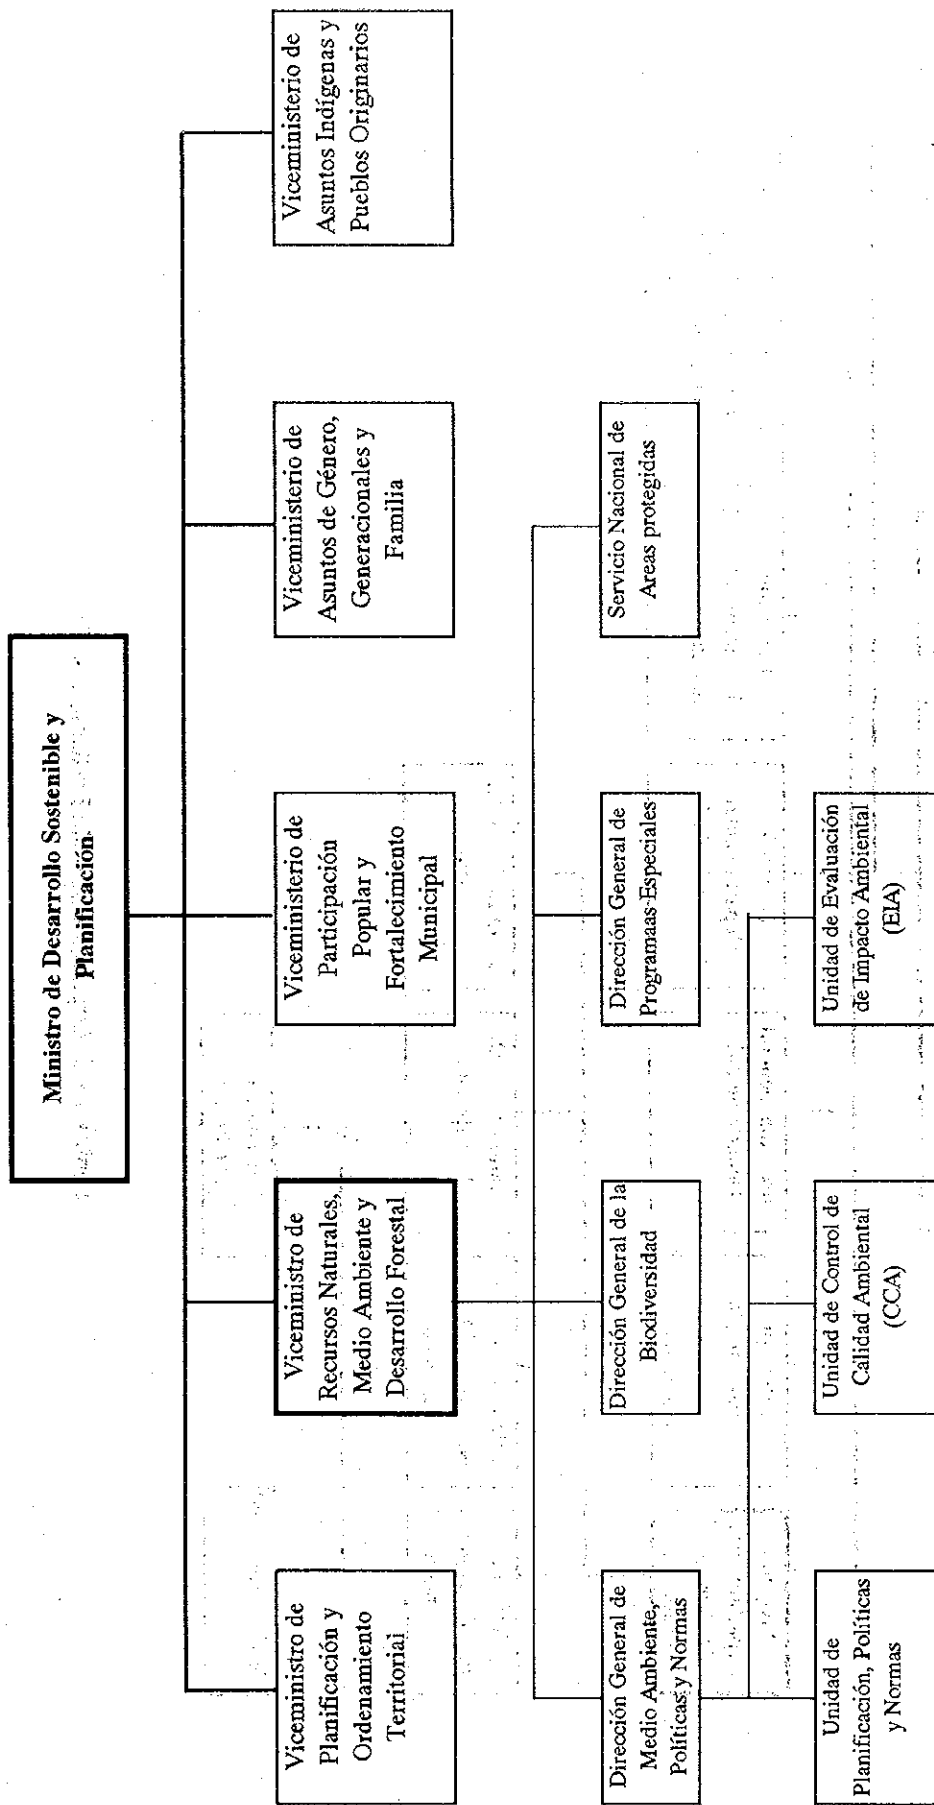 Ministro de Desarrollo Sostenible y
Planificación
Viceministro de
Planificación y
Ordenamiento
Territorial
Viceministro de
Recursos Naturales,
Medio Ambiente y
Desarrollo Forestal
Viceministerio de
Participación
Popular y
Fortalecimiento
Municipal
Viceministerio de
Asuntos de Género,
Generacionales y
Familia
Viceministerio de
Asuntos Indígenas y
Pueblos Originarios
Dirección General de
Medio Ambiente,
Políticas y Normas
Dirección General de la
Biodiversidad
Dirección General de
Programaas Especiales
Servicio Nacional de
Areas protegidas
Unidad de
Planificación, Políticas
y Normas
Unidad de Control de
Calidad Ambiental
(CCA)
Unidad de Evaluación
de Impacto Ambiental
(EIA)